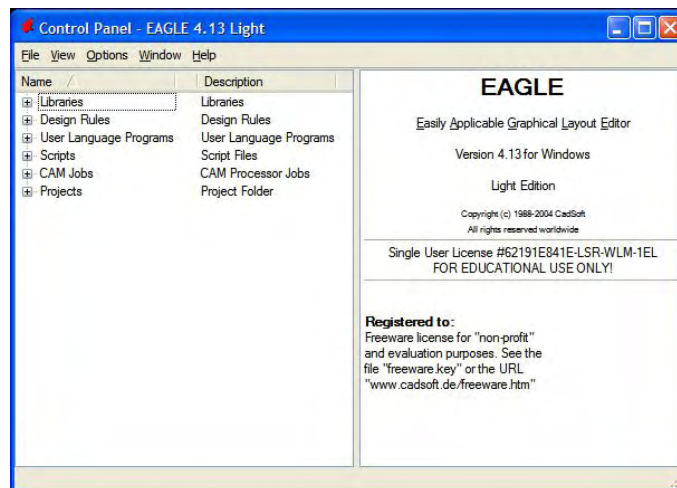 Control Panel - EAGLE 4.13 Light
File View Options Window Help
Name Description
Libraries Libraries
Design Rules Design Rules
User Language Programs User Language Programs
Scripts Script Files
CAM Jobs CAM Processor Jobs
Projects Project Folder
EAGLE
Easily Applicable Graphical Layout Editor
Version 4.13 for Windows
Light Edition
Copyright (c) 1988-2004 CadSoft
All rights reserved worldwide
Single User License #62191E841E-LSR-WLM-1EL
FOR EDUCATIONAL USE ONLY!
Registered to:
Freeware license for "non-profit"
and evaluation purposes. See the
file "freeware.key" or the URL
"www.cadsoft.de/freeware.htm"